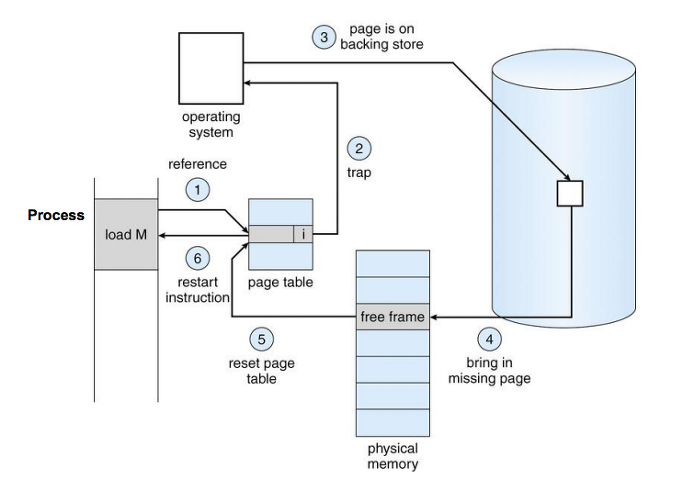 3
page is on
backing store
operating
system
2
trap
reference
1
Process
load M
i
6
restart
instruction
page table
free frame
5
reset page
table
4
bring in
missing page
physical
memory